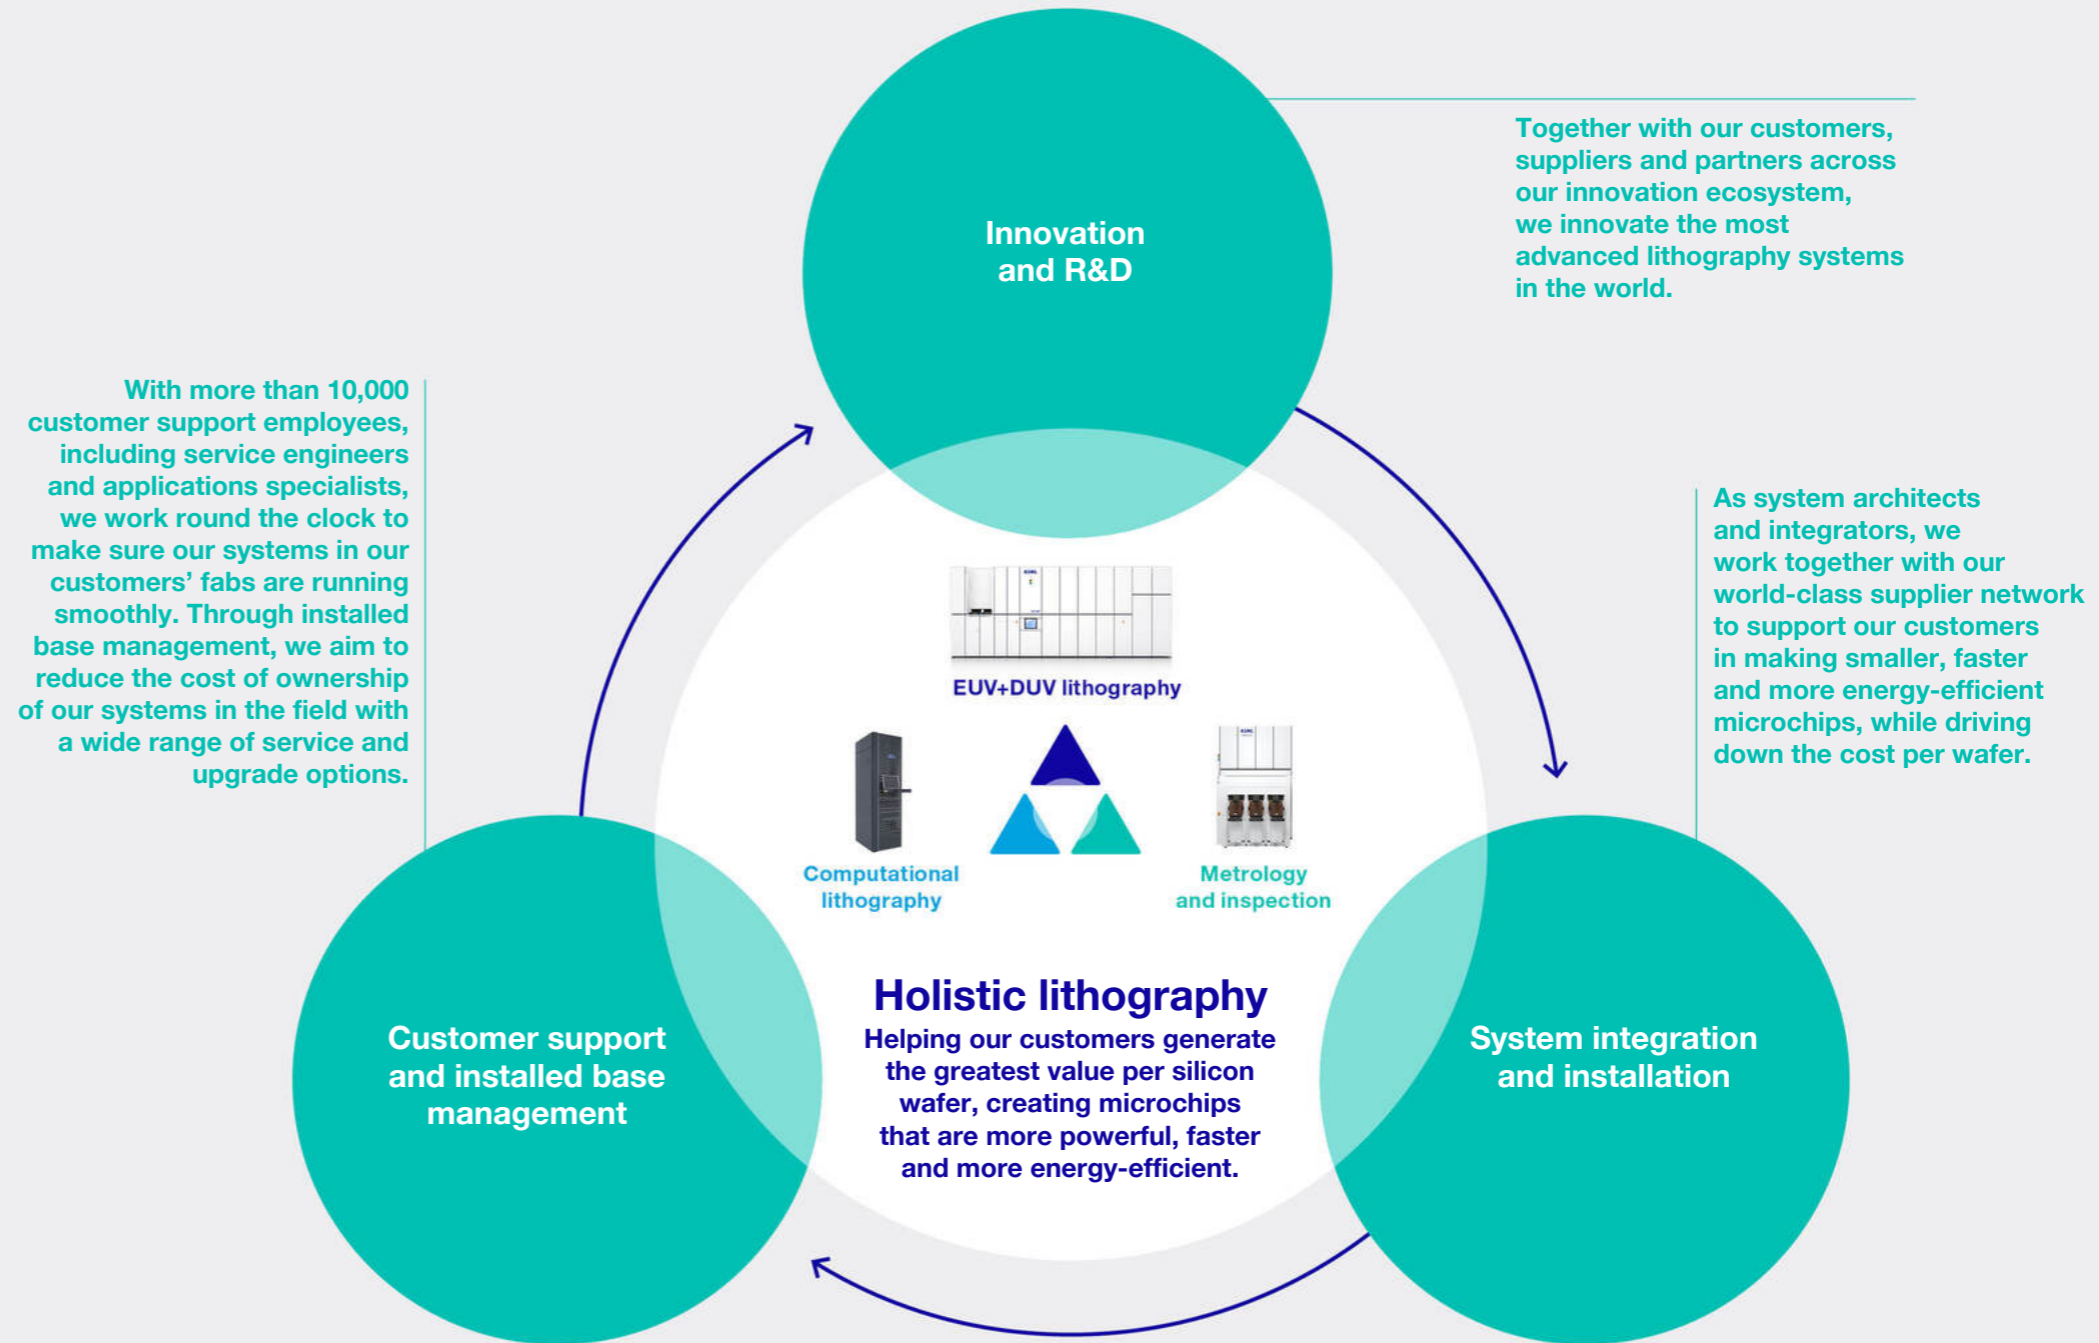 Innovation
and R&D
Together with our customers,
suppliers and partners across
our innovation ecosystem,
we innovate the most
advanced lithography systems
in the world.
With more than 10,000
customer support employees,
including service engineers
and applications specialists,
we work round the clock to
make sure our systems in our
customers’ fabs are running
smoothly. Through installed
base management, we aim to
reduce the cost of ownership
of our systems in the field with
a wide range of service and
upgrade options.
As system architects
and integrators, we
work together with our
world-class supplier network
to support our customers
in making smaller, faster
and more energy-efficient
microchips, while driving
down the cost per wafer.
ASML
EUV+DUV lithography
ASML
Computational
lithography
Metrology
and inspection
Holistic lithography
Helping our customers generate
the greatest value per silicon
wafer, creating microchips
that are more powerful, faster
and more energy-efficient.
Customer support
and installed base
management
System integration
and installation